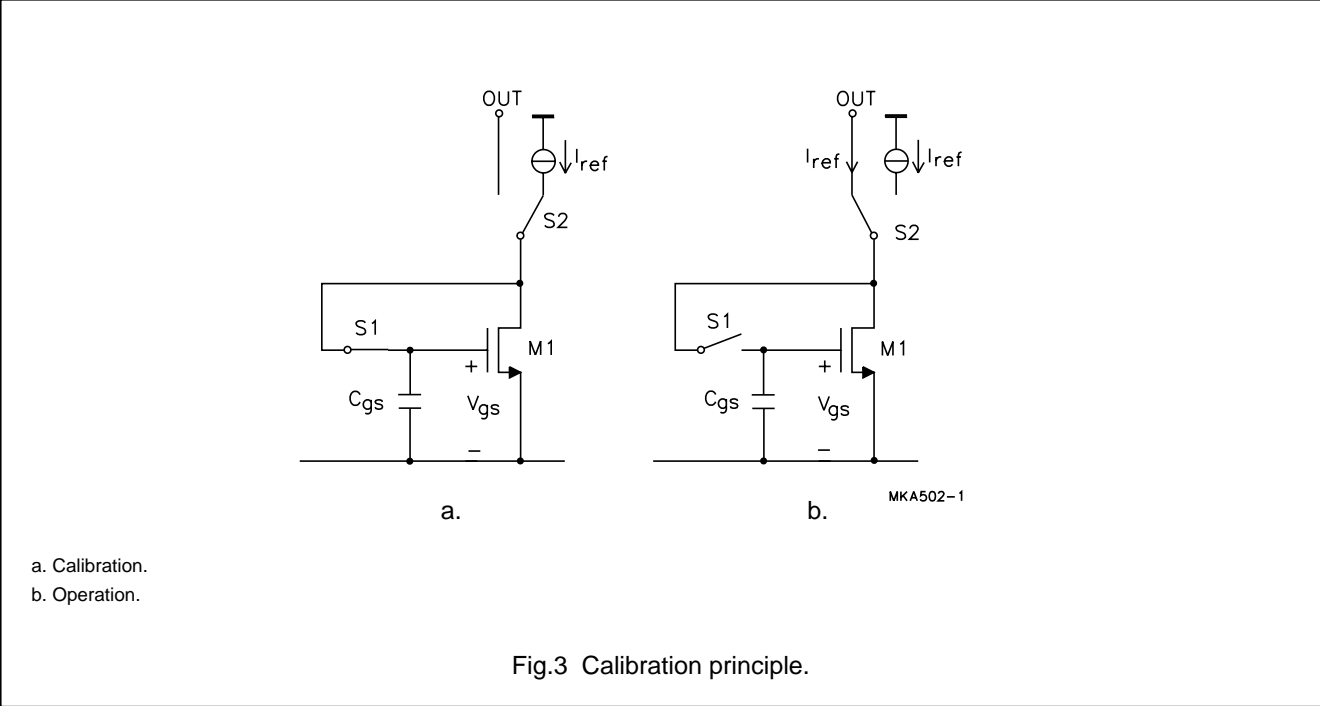 OUT
Iref
S2
S1
M1
+
Cgs
Vgs
−
a.
OUT
Iref
Iref
S2
S1
M1
+
Cgs
Vgs
−
MKA502-1
b.
a. Calibration.
b. Operation.
Fig.3 Calibration principle.